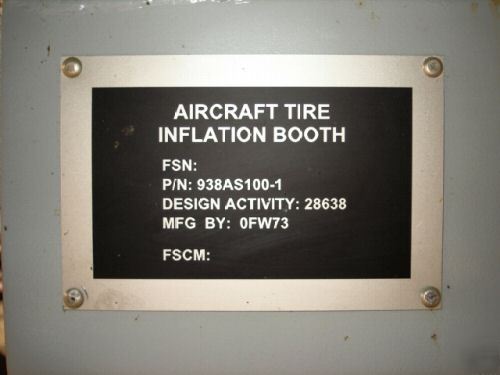 AIRCRAFT TIRE
INFLATION BOOTH
FSN:
P/N: 938AS100-1
DESIGN ACTIVITY: 28638
MFG BY: 0FW73
FSCM: